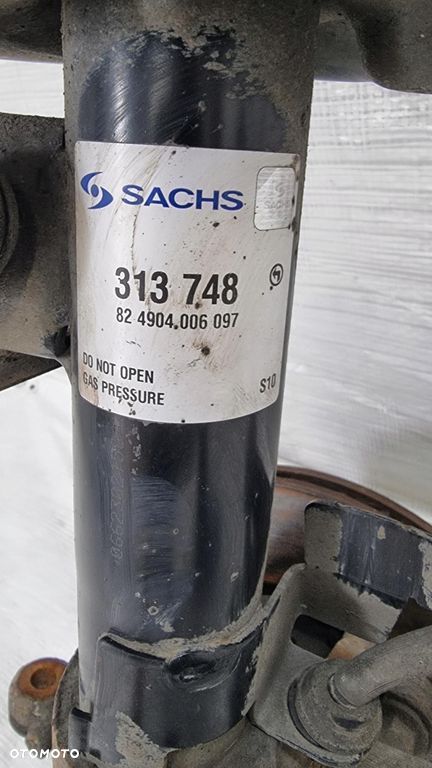 SACHS
313 748
82 4904.006 097
DO NOT OPEN
GAS PRESSURE
S10
OTOMOTO